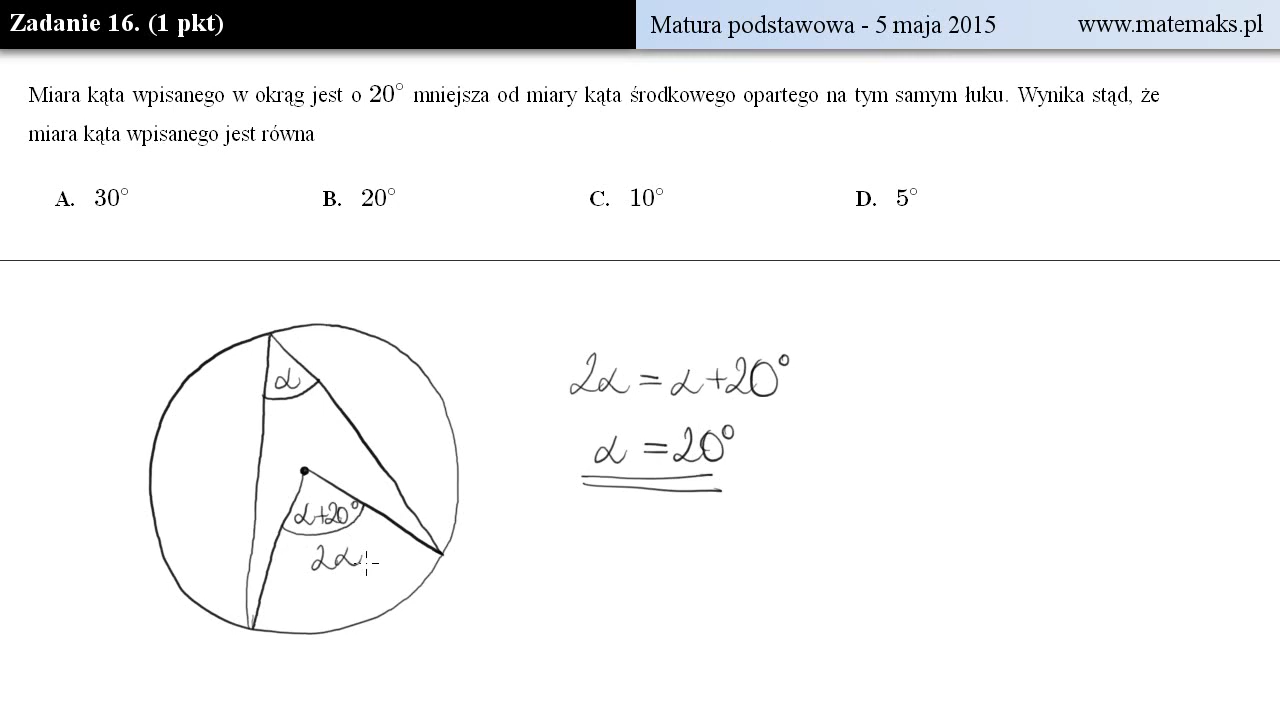 Zadanie 16. (1 pkt)
Matura podstawowa - 5 maja 2015
www.matemaks.pl
Miara kąta wpisanego w okrąg jest o 20° mniejsza od miary kąta środkowego opartego na tym samym łuku. Wynika stąd, że
miara kąta wpisanego jest równa
A. 30° B. 20° C. 10° D. 5°
α
α+20°
2α
2α = α+20°
α = 20°